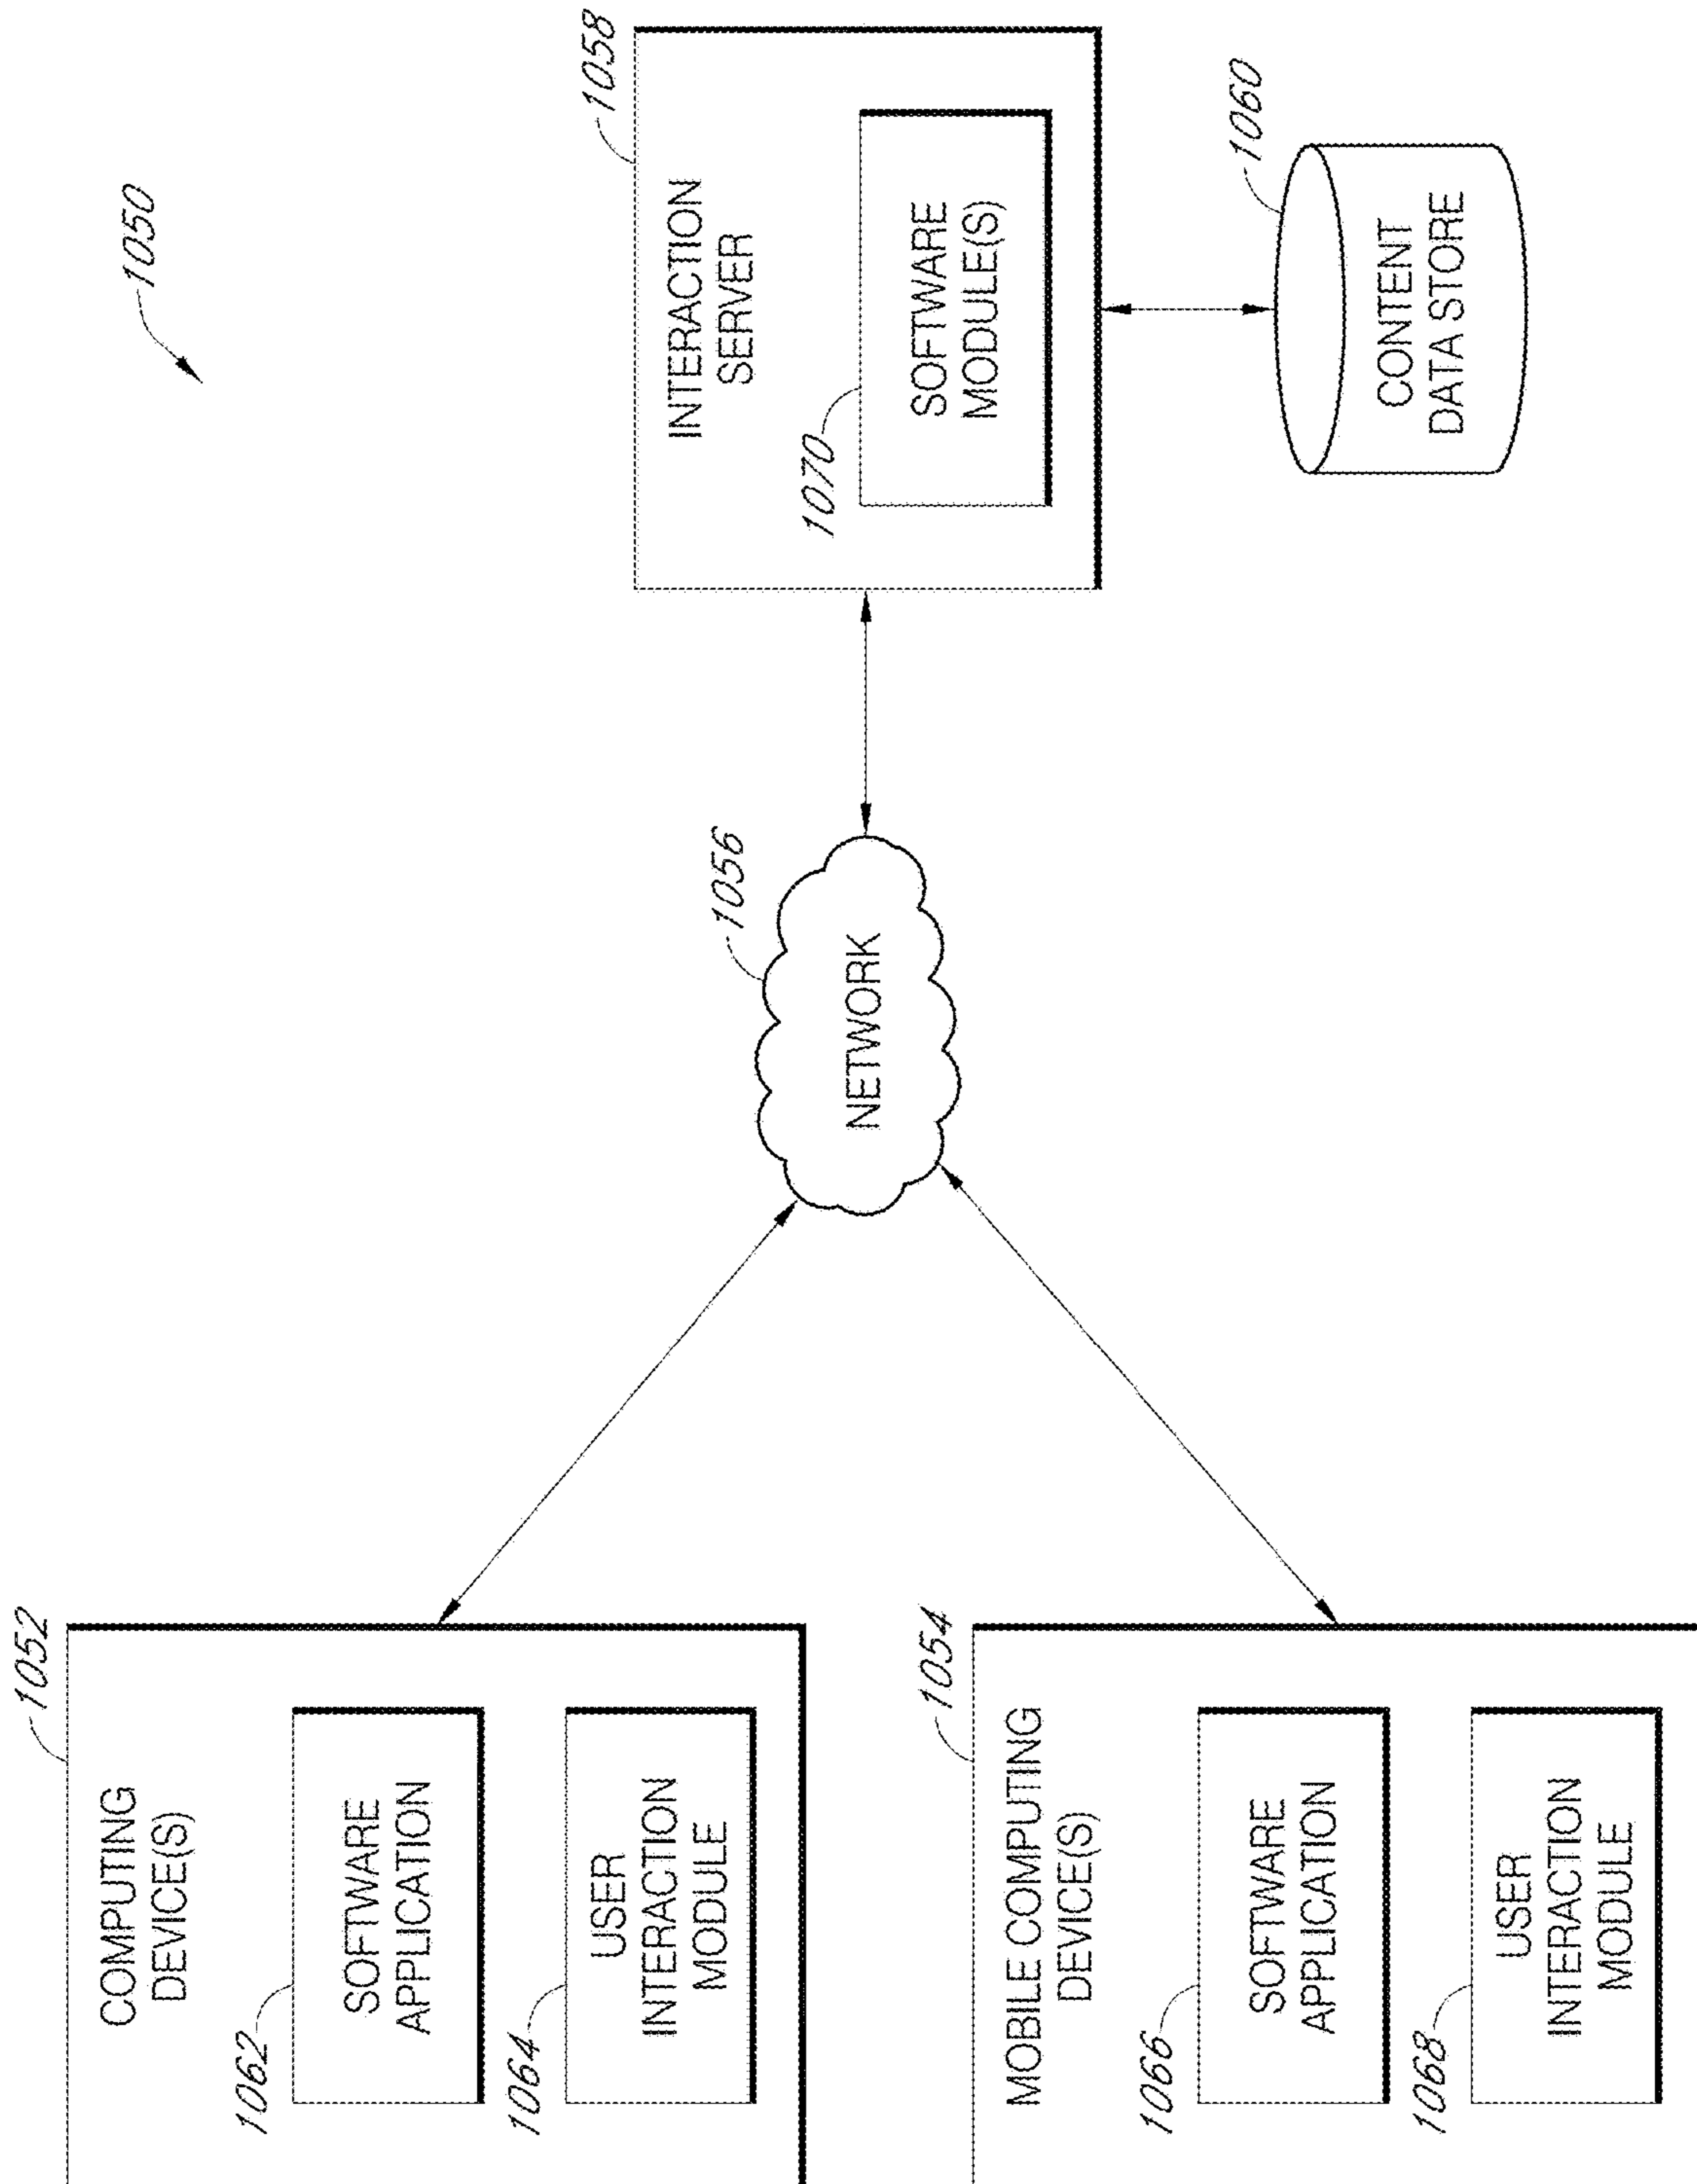 1050
1052
COMPUTING
DEVICE(S)
1062
SOFTWARE
APPLICATION
1064
USER
INTERACTION
MODULE
1054
MOBILE COMPUTING
DEVICE(S)
1066
SOFTWARE
APPLICATION
1068
USER
INTERACTION
MODULE
1056
NETWORK
1058
INTERACTION
SERVER
1070
SOFTWARE
MODULE(S)
1060
CONTENT
DATA STORE